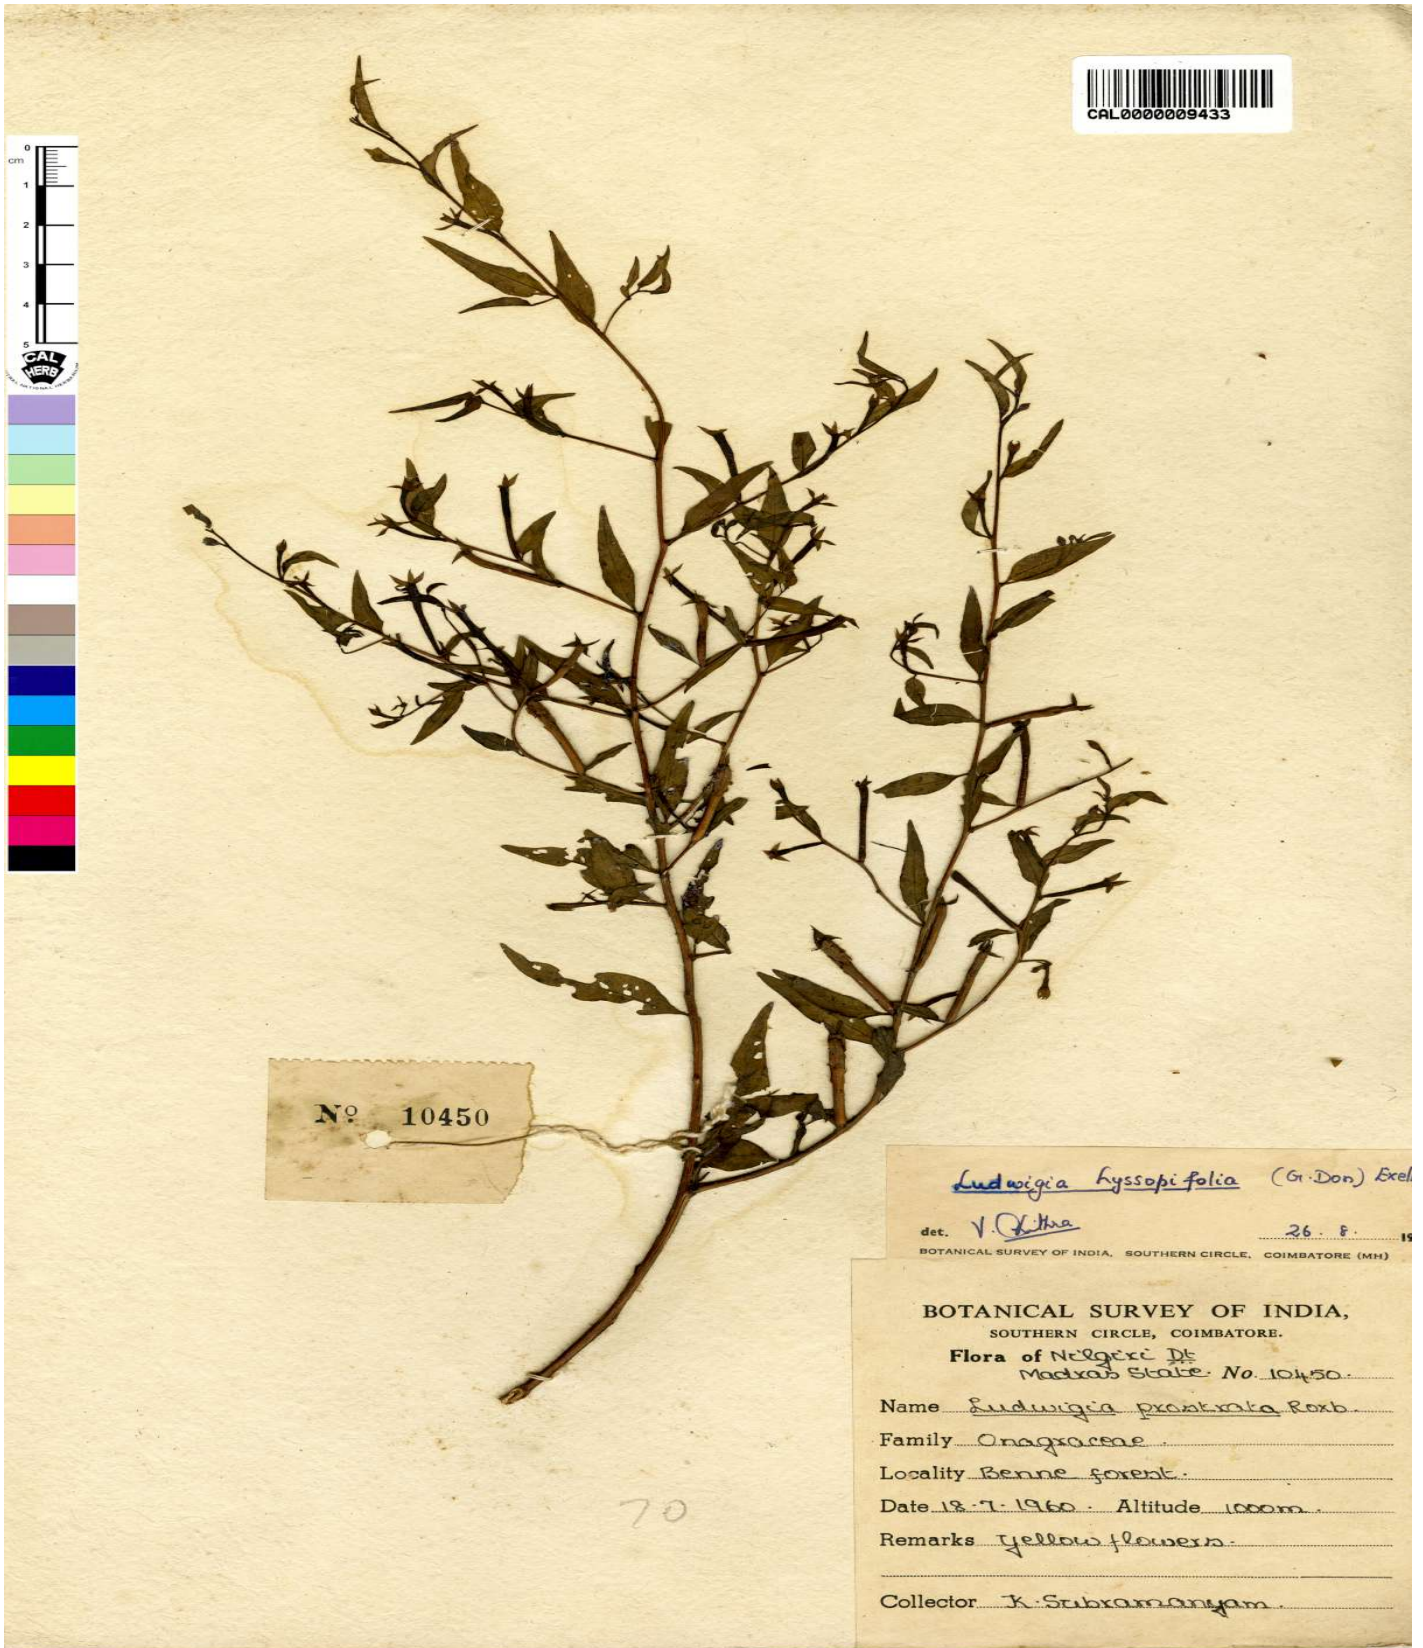 CAL0000009433
0
cm
1
2
3
4
5
CAL
HERB
No 10450
Ludwigia hyssopifolia (G. Don) Exell
det. V. Chithra 26. 8. 19
BOTANICAL SURVEY OF INDIA, SOUTHERN CIRCLE, COIMBATORE (MH)
BOTANICAL SURVEY OF INDIA,
SOUTHERN CIRCLE, COIMBATORE.
Flora of Nilgiri Dt
Madras State. No. 10450.
Name Ludwigia prostrata Roxb.
Family Onagraceae.
Locality Benne forest.
Date 18.7.1960. Altitude 1000m.
Remarks Yellow flowers.
Collector K. Subramanyam.
70